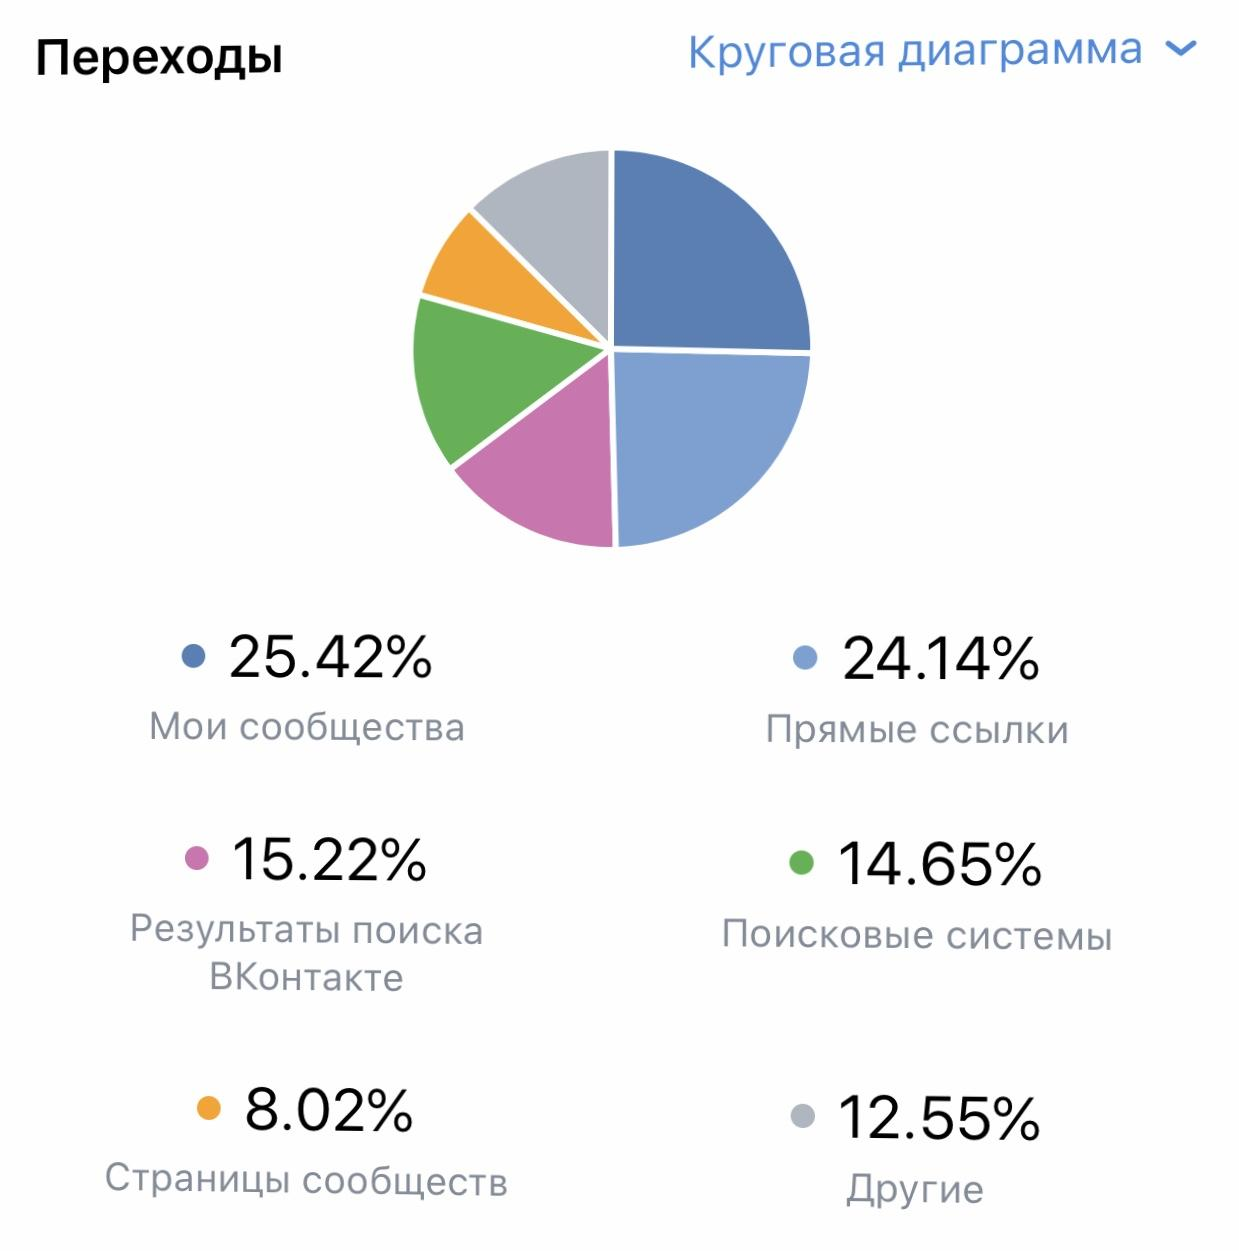 Переходы
Круговая диаграмма
25.42%
Мои сообщества
24.14%
Прямые ссылки
15.22%
Результаты поиска
ВКонтакте
14.65%
Поисковые системы
8.02%
Страницы сообществ
12.55%
Другие